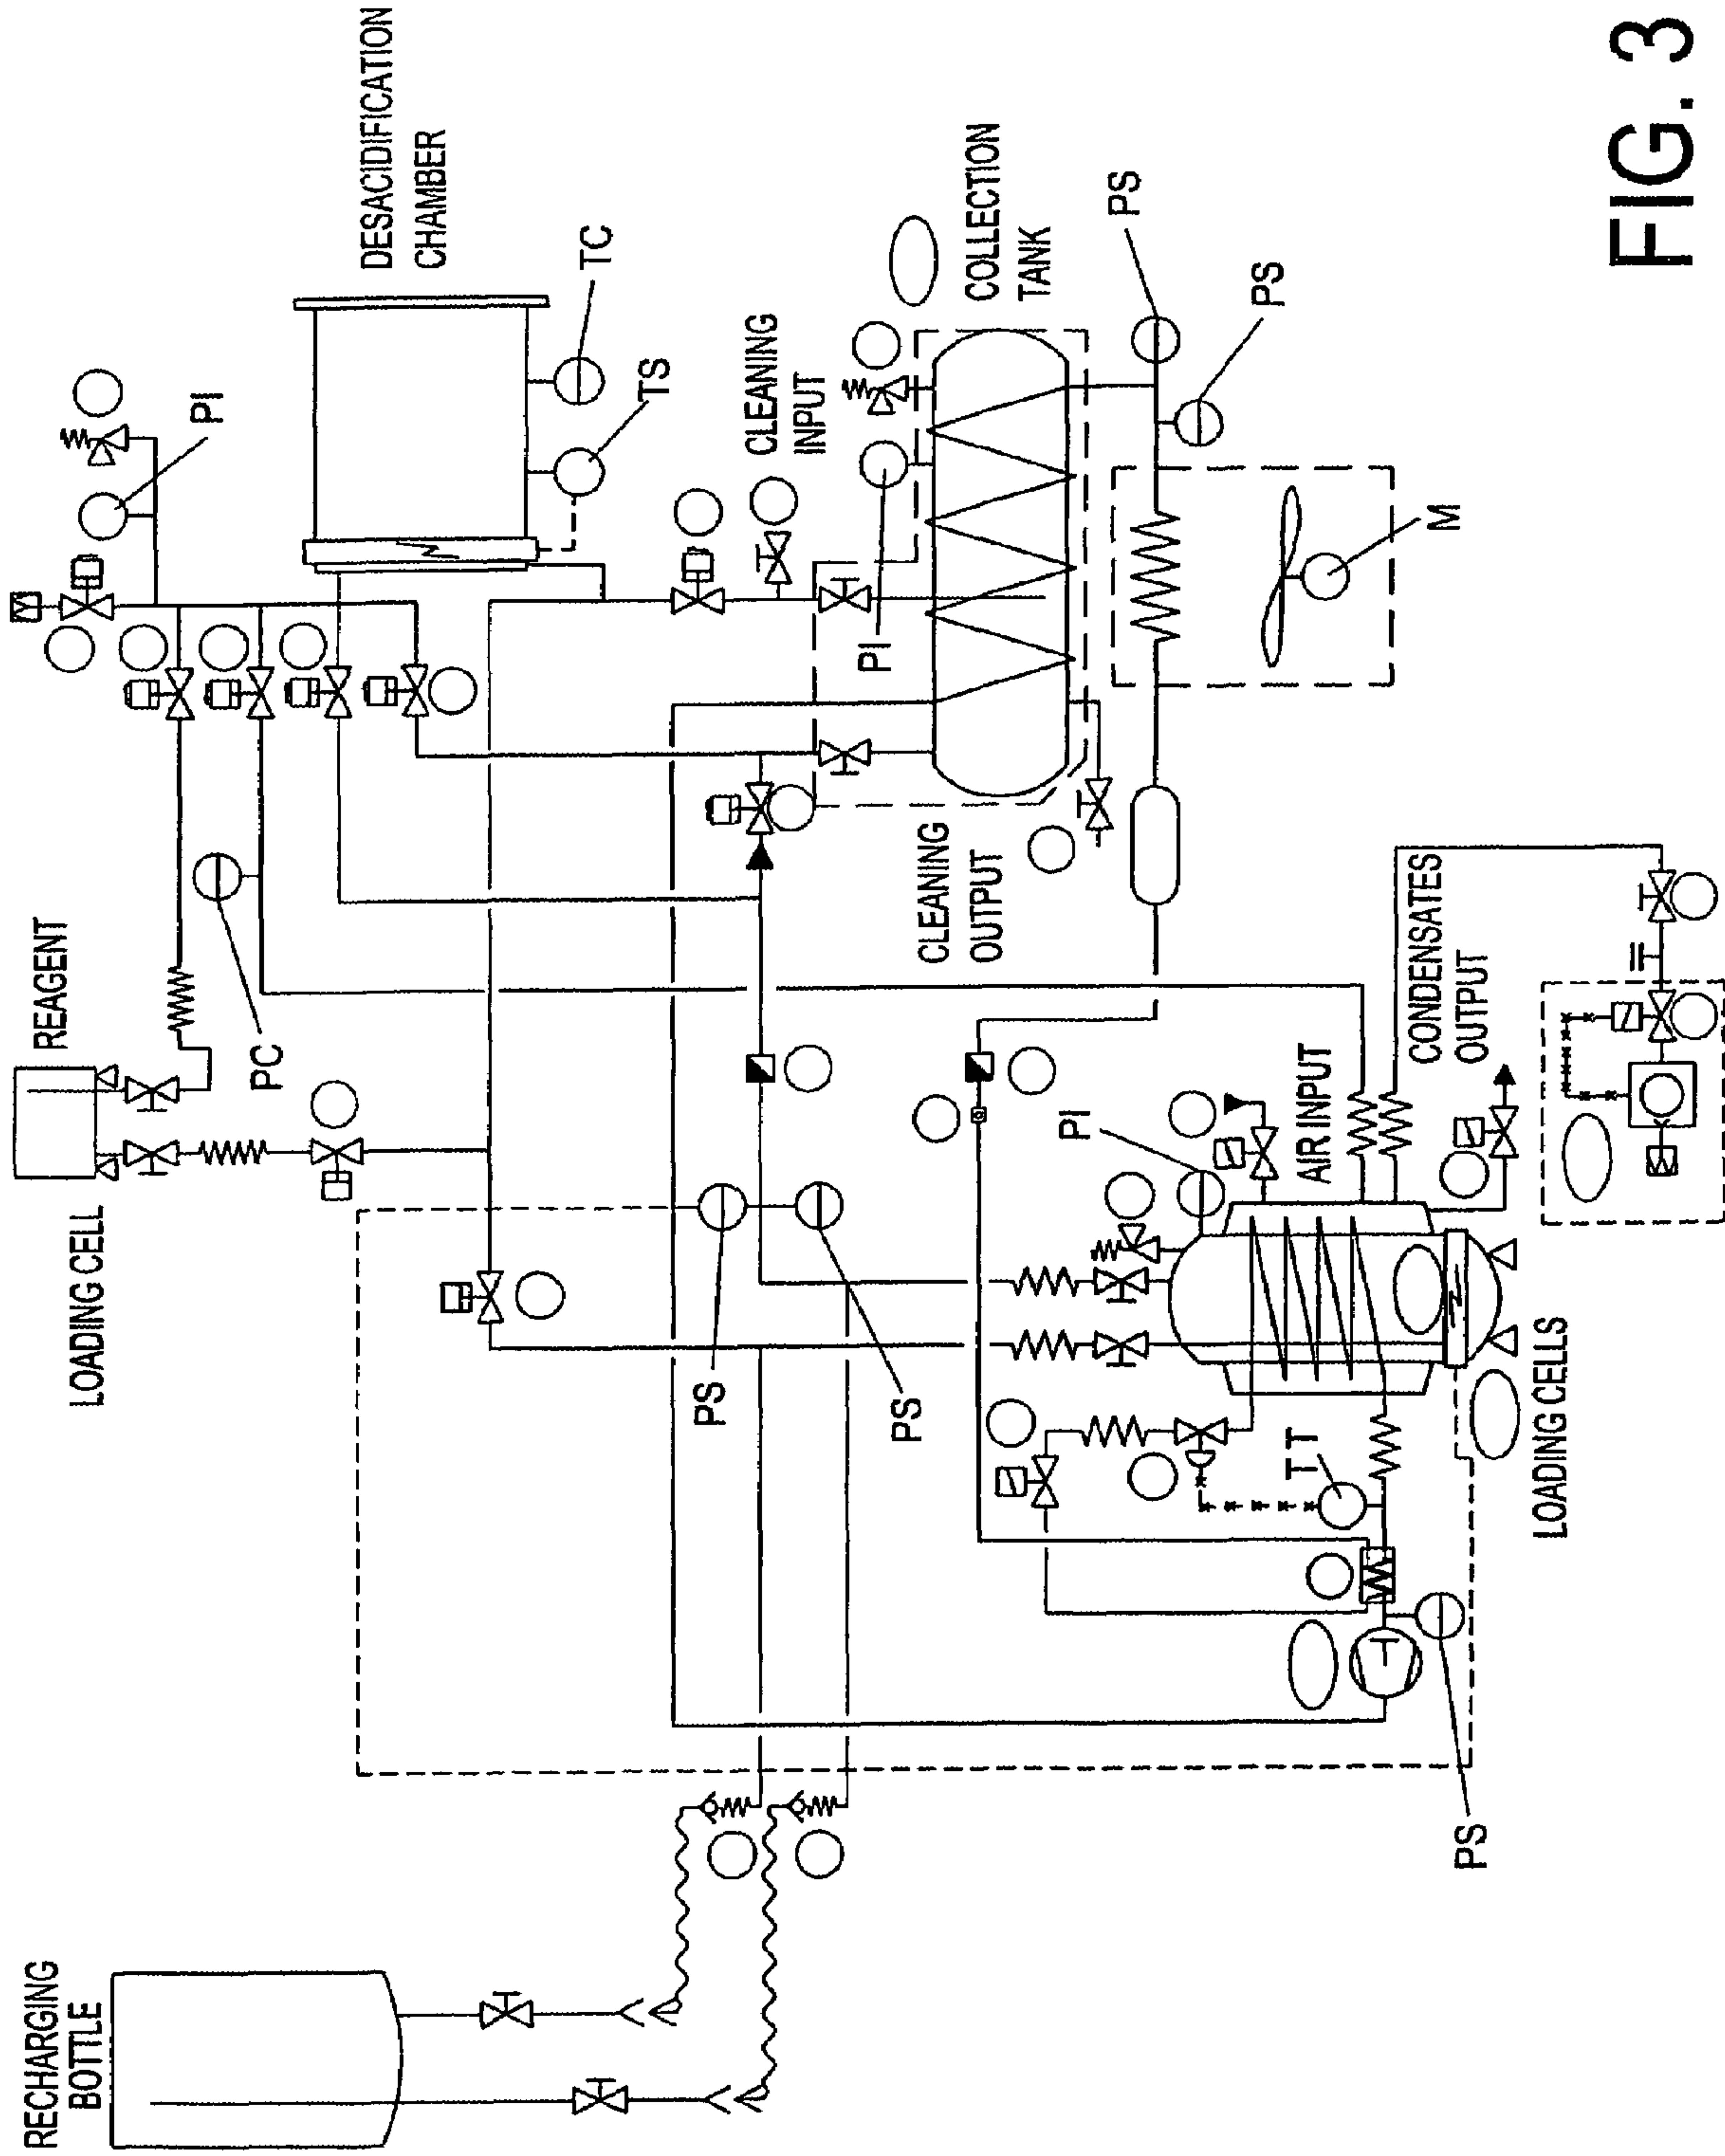 RECHARGING
BOTTLE
LOADING CELL
REAGENT
PC
PI
DESACIDIFICATION
CHAMBER
TC
TS
CLEANING
INPUT
PI
COLLECTION
TANK
PS
PS
M
CLEANING
OUTPUT
PS
PS
PI
AIR INPUT
CONDENSATES
OUTPUT
TT
LOADING CELLS
PS
FIG. 3